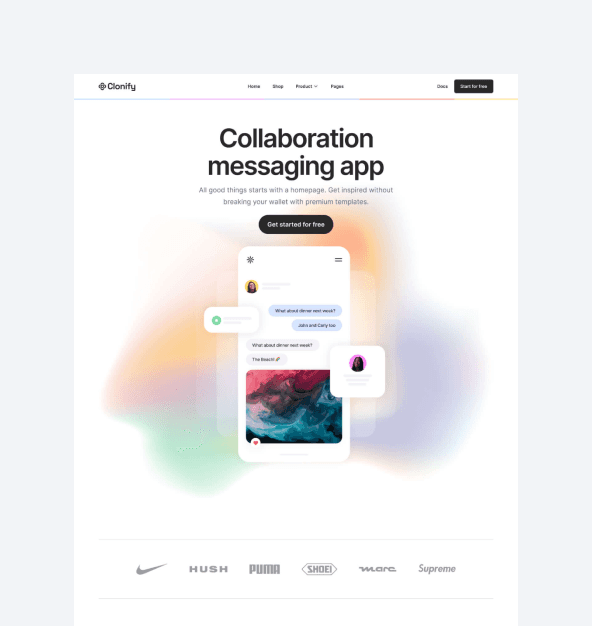 Clonify
Home Shop Product Pages
Docs Start for free
Collaboration
messaging app
All good things starts with a homepage. Get inspired without
breaking your wallet with premium templates.
Get started for free
What about dinner next week?
John and Carly too
What about dinner next week?
The Beach! 🌶
HUSH PUMA SHOEI marc Supreme